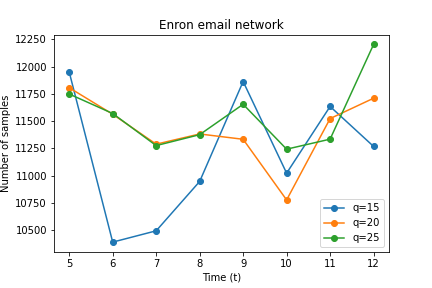 Enron email network
Number of samples
12250
12000
11750
11500
11250
11000
10750
10500
5 6 7 8 9 10 11 12
Time (t)
q=15
q=20
q=25